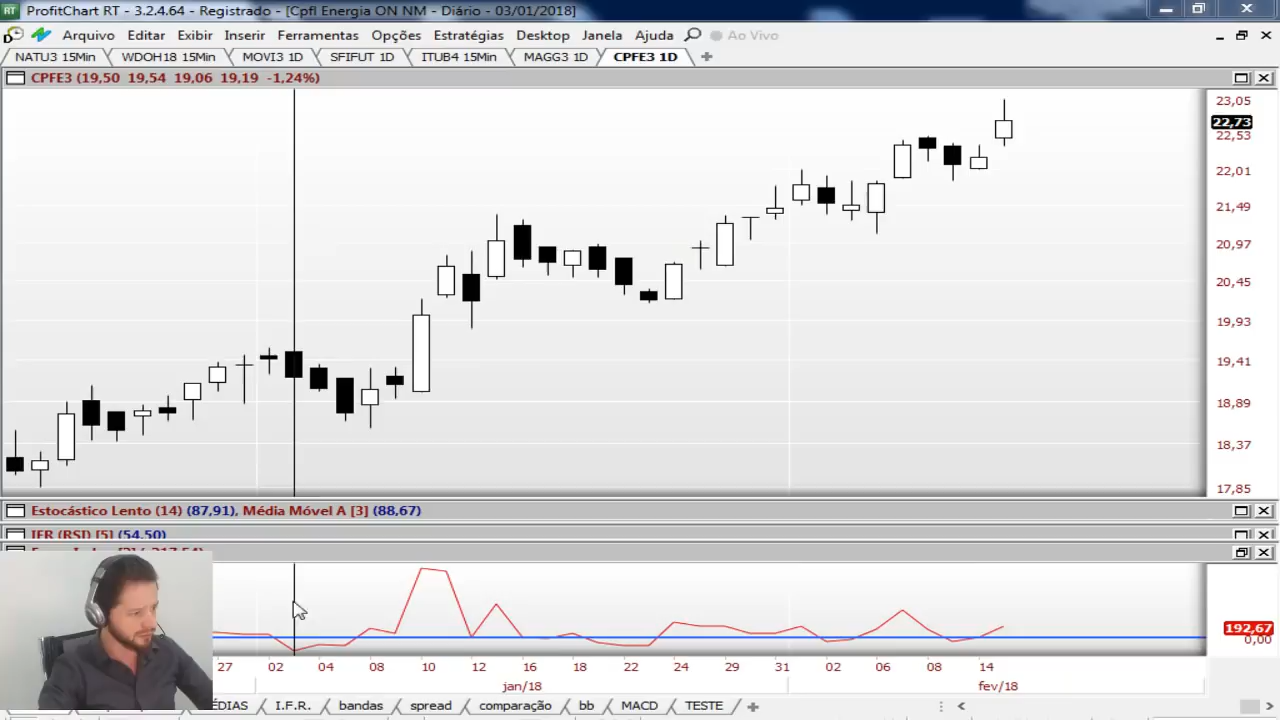 RT ProfitChart RT - 3.2.4.64 - Registrado - [Cpfl Energia ON NM - Diário - 03/01/2018]
D Arquivo Editar Exibir Inserir Ferramentas Opções Estratégias Desktop Janela Ajuda Ao Vivo
NATU3 15Min WDOH18 15Min MOVI3 1D SFIFUT 1D ITUB4 15Min MAGG3 1D CPFE3 1D
CPFE3 (19,50 19,54 19,06 19,19 -1,24%)
23,05
22,73
22,53
22,01
21,49
20,97
20,45
19,93
19,41
18,89
18,37
17,85
Estocástico Lento (14) (87,91), Média Móvel A [3] (88,67)
IFR (RSI) [5] (54,50)
192,67
0,00
27 02 04 08 10 12 16 18 22 24 29 31 02 06 08 14
jan/18 fev/18
I.F.R. bandas spread comparação bb MACD TESTE